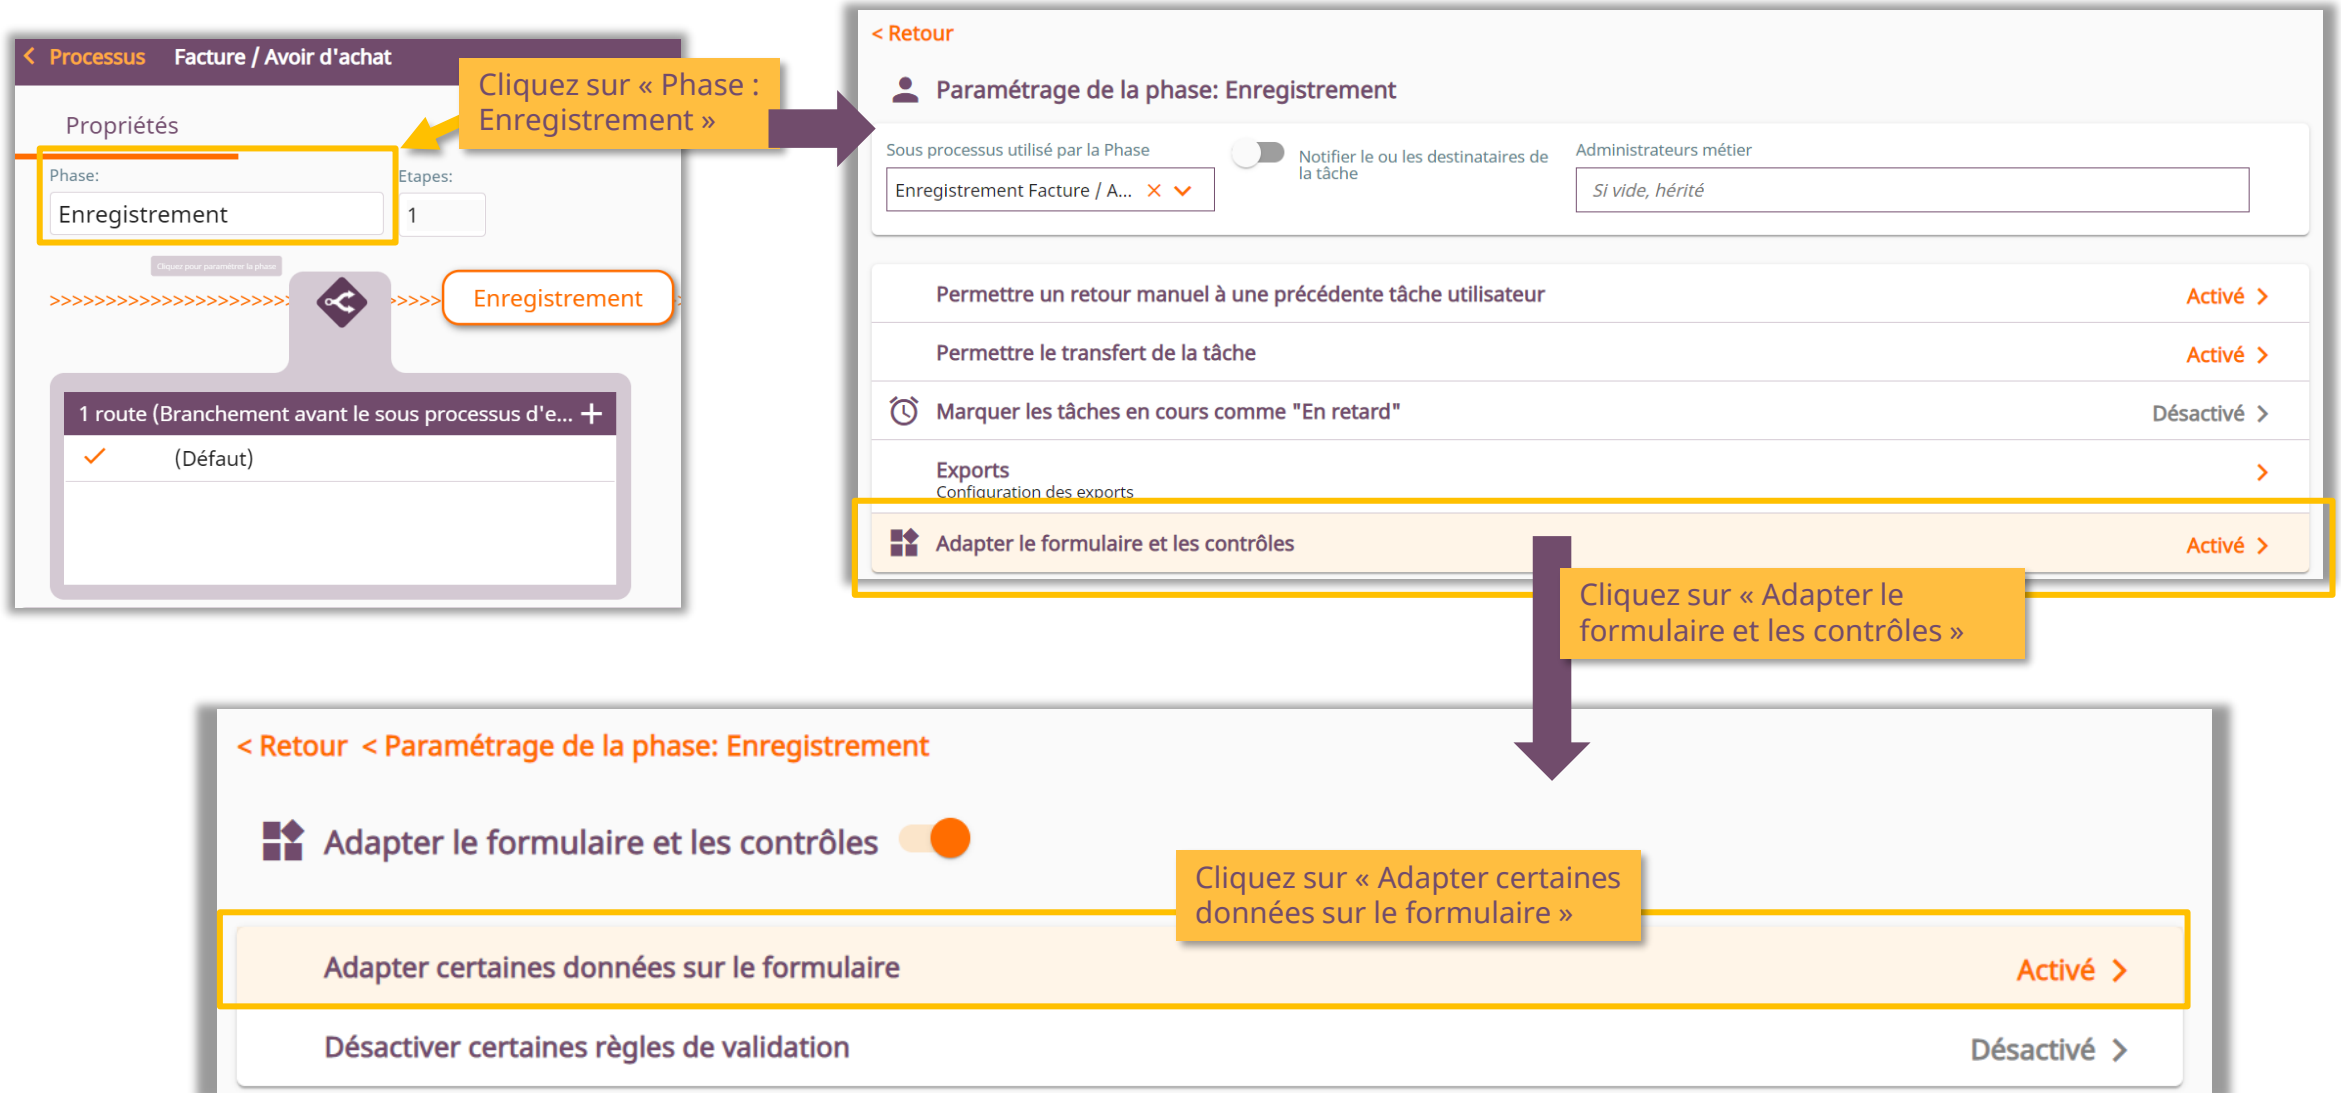 < Processus Facture / Avoir d'achat
Propriétés
Phase:
Etapes:
Enregistrement
1
Cliquez pour paramétrer la phase
>>>>>>>>>>>>>>>>>>>>>>
>>>>>
Enregistrement
1 route (Branchement avant le sous processus d'e... +
(Défaut)
Cliquez sur « Phase :
Enregistrement »
< Retour
Paramétrage de la phase: Enregistrement
Sous processus utilisé par la Phase
Enregistrement Facture / A...
Notifier le ou les destinataires de
la tâche
Administrateurs métier
Si vide, hérité
Permettre un retour manuel à une précédente tâche utilisateur
Activé >
Permettre le transfert de la tâche
Activé >
Marquer les tâches en cours comme "En retard"
Désactivé >
Exports
Configuration des exports
>
Adapter le formulaire et les contrôles
Activé >
Cliquez sur « Adapter le
formulaire et les contrôles »
< Retour < Paramétrage de la phase: Enregistrement
Adapter le formulaire et les contrôles
Cliquez sur « Adapter certaines
données sur le formulaire »
Adapter certaines données sur le formulaire
Activé >
Désactiver certaines règles de validation
Désactivé >